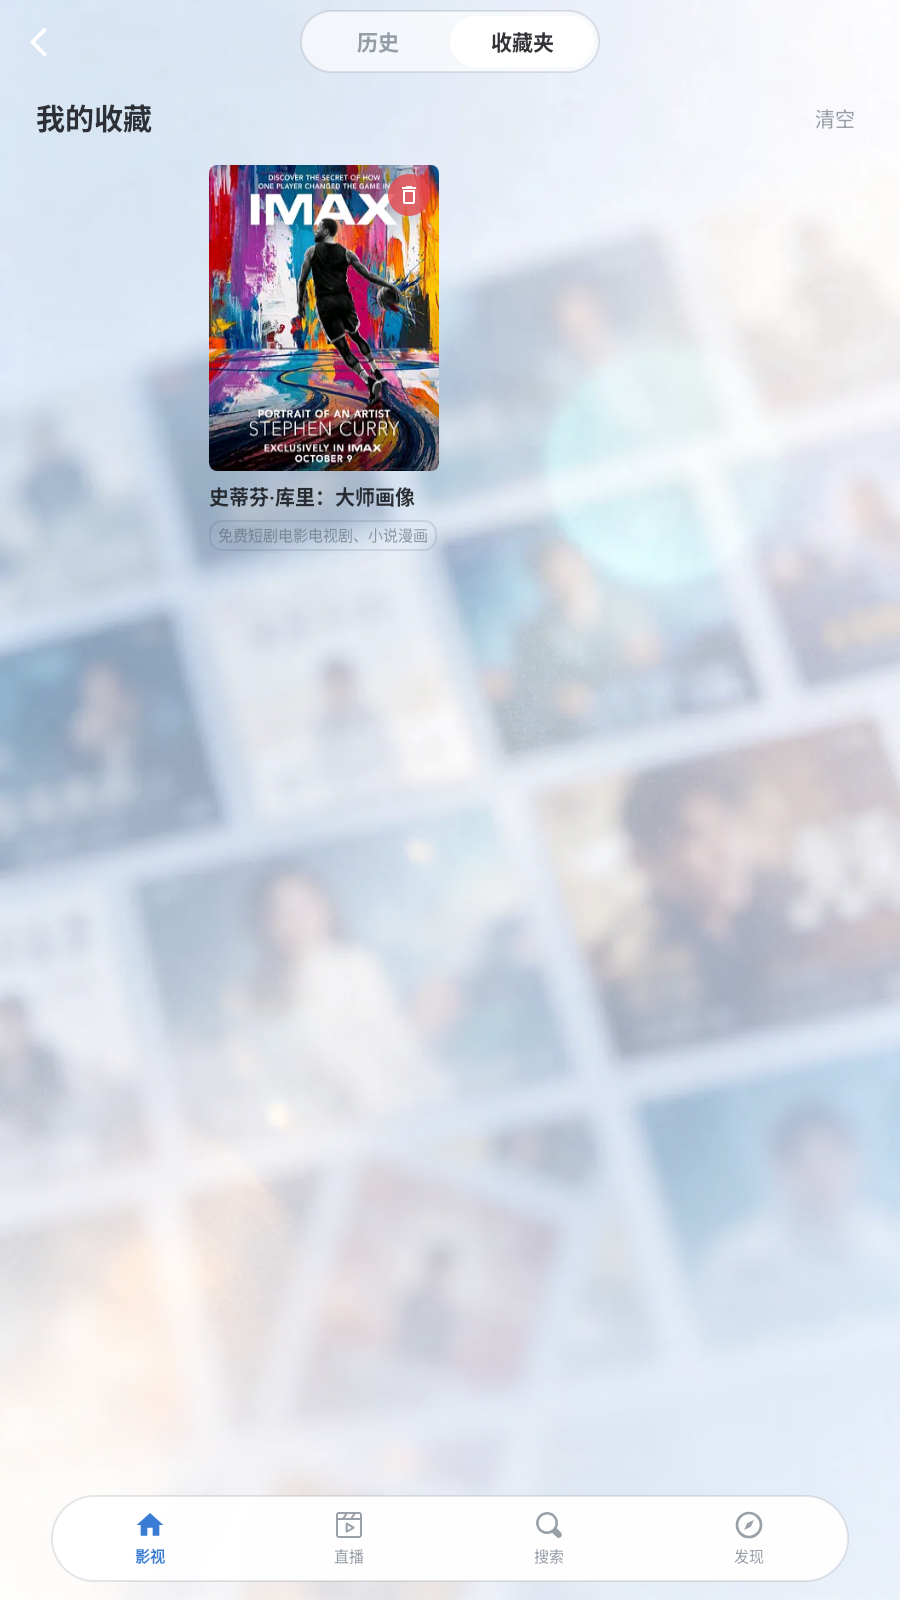 历史
收藏夹
我的收藏
清空
DISCOVER THE SECRET OF HOW
ONE PLAYER CHANGED THE GAME IN
IMAX
PORTRAIT OF AN ARTIST
STEPHEN CURRY
EXCLUSIVELY IN IMAX
OCTOBER 9
史蒂芬·库里：大师画像
免费短剧电影电视剧、小说漫画
影视
直播
搜索
发现